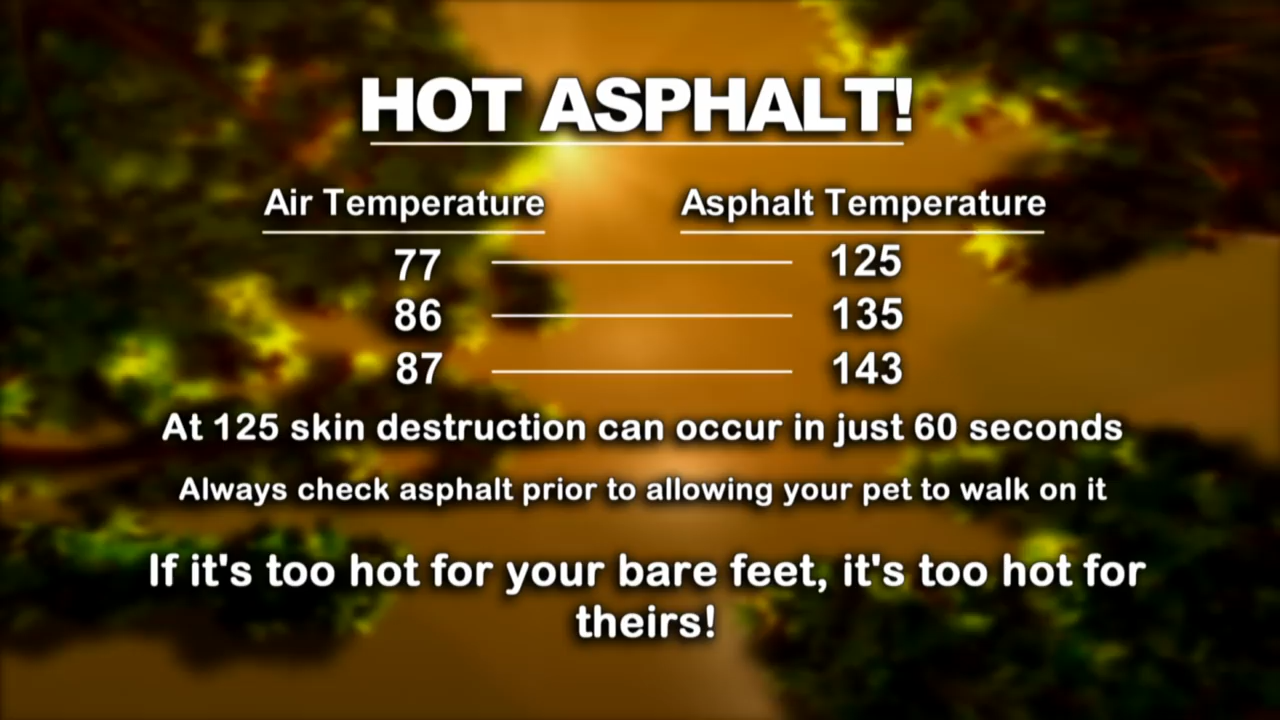 HOT ASPHALT!
Air Temperature Asphalt Temperature
77 125
86 135
87 143
At 125 skin destruction can occur in just 60 seconds
Always check asphalt prior to allowing your pet to walk on it
If it's too hot for your bare feet, it's too hot for
theirs!